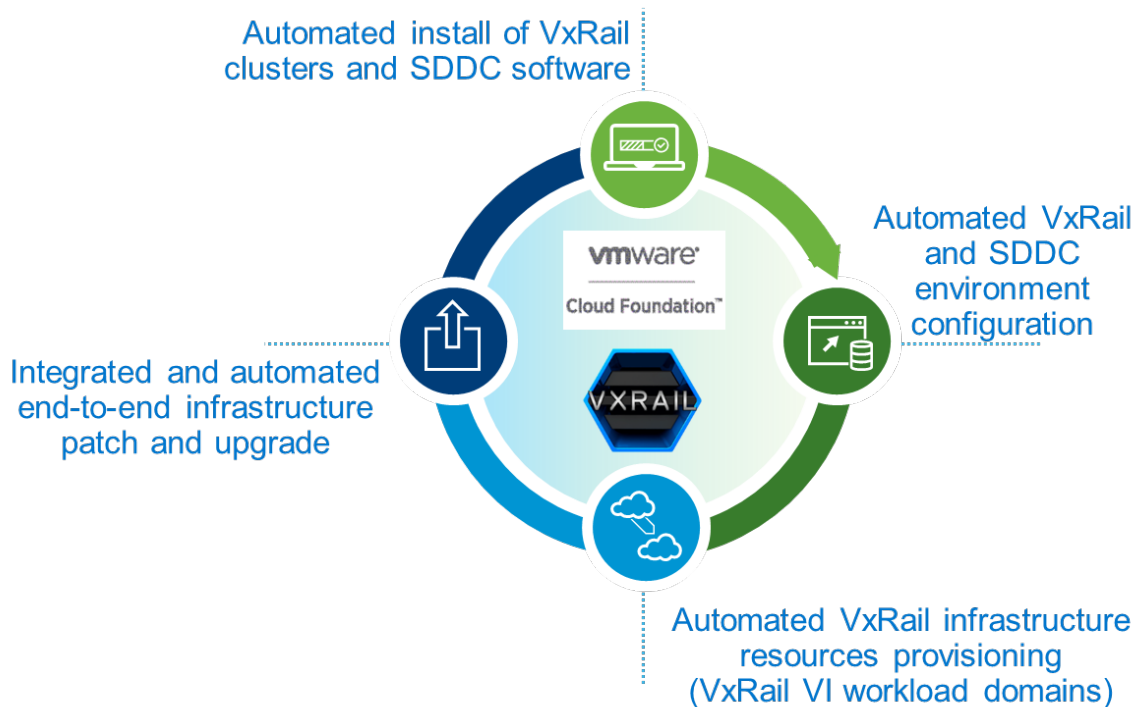 Automated install of VxRail
clusters and SDDC software
Automated VxRail
and SDDC
environment
configuration
vmware®
Cloud Foundation™
VXRAIL
Integrated and automated
end-to-end infrastructure
patch and upgrade
Automated VxRail infrastructure
resources provisioning
(VxRail VI workload domains)